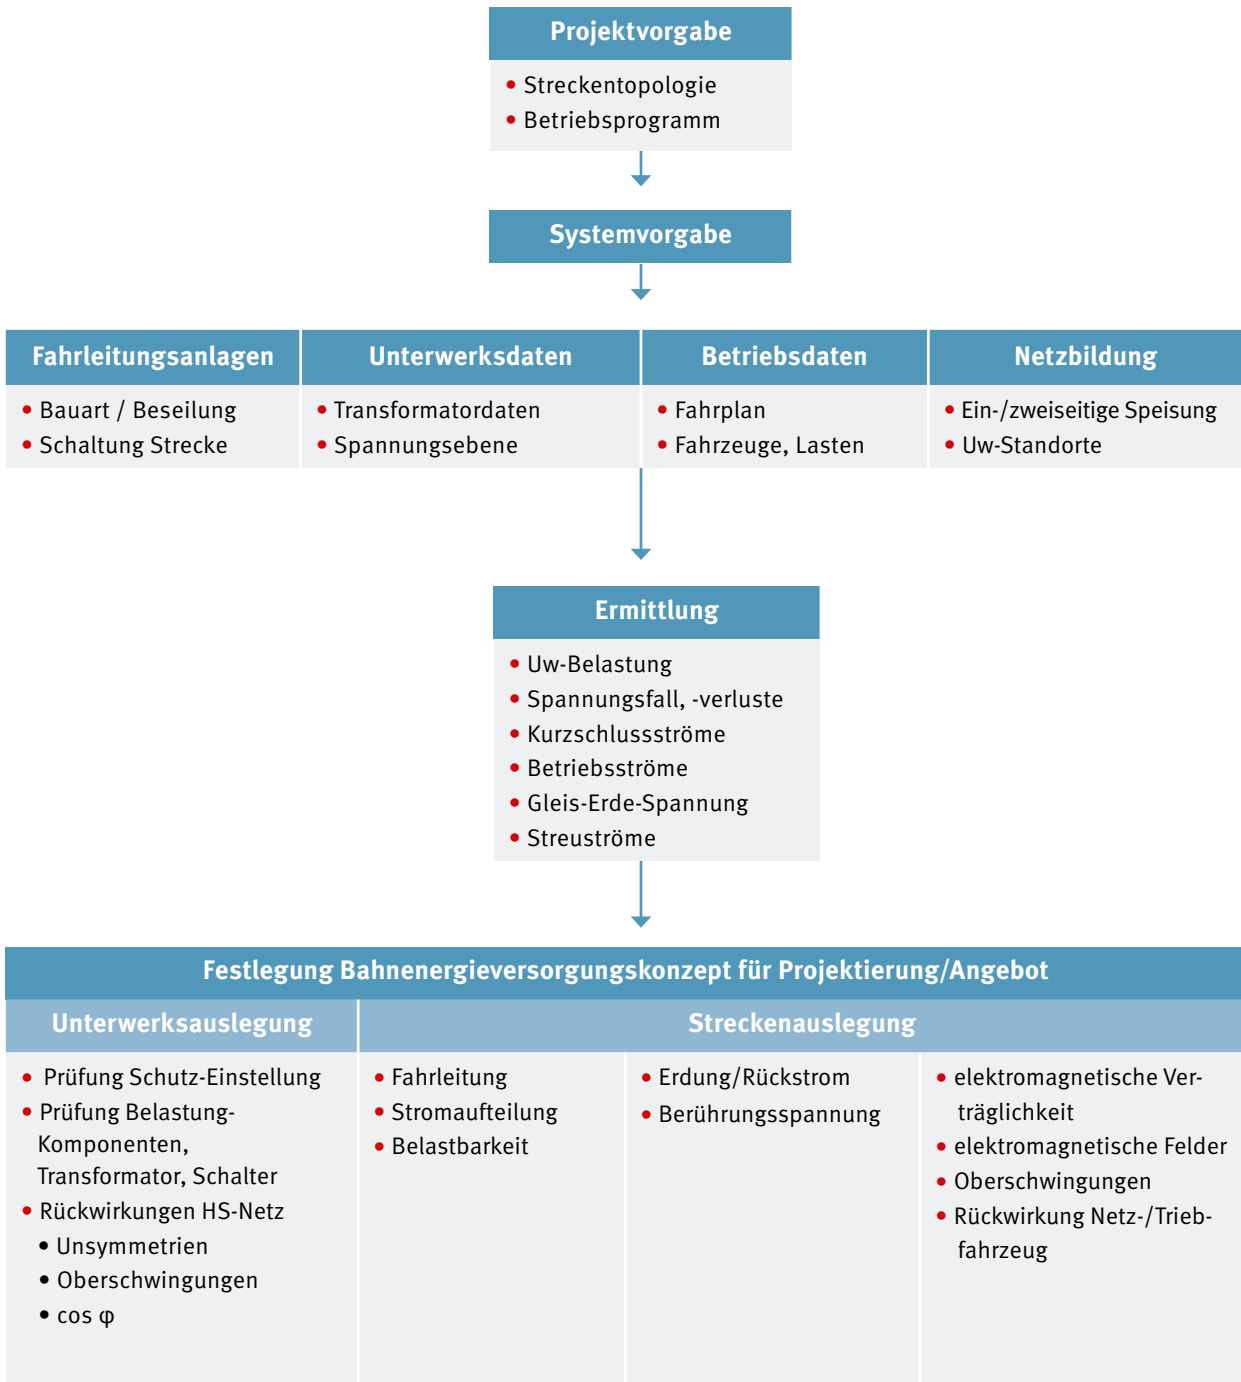 Projektvorgabe
• Streckentopologie
• Betriebsprogramm
Systemvorgabe
Fahrleitungsanlagen
• Bauart / Beseilung
• Schaltung Strecke
Unterwerksdaten
• Transformatordaten
• Spannungsebene
Betriebsdaten
• Fahrplan
• Fahrzeuge, Lasten
Netzbildung
• Ein-/zweiseitige Speisung
• Uw-Standorte
Ermittlung
• Uw-Belastung
• Spannungsfall, -verluste
• Kurzschlussströme
• Betriebsströme
• Gleis-Erde-Spannung
• Streuströme
Festlegung Bahnenergieversorgungskonzept für Projektierung/Angebot
Unterwerksauslegung
• Prüfung Schutz-Einstellung
• Prüfung Belastung-
Komponenten,
Transformator, Schalter
• Rückwirkungen HS-Netz
• Unsymmetrien
• Oberschwingungen
• cos φ
Streckenauslegung
• Fahrleitung
• Stromaufteilung
• Belastbarkeit
• Erdung/Rückstrom
• Berührungsspannung
• elektromagnetische Ver-
träglichkeit
• elektromagnetische Felder
• Oberschwingungen
• Rückwirkung Netz-/Trieb-
fahrzeug